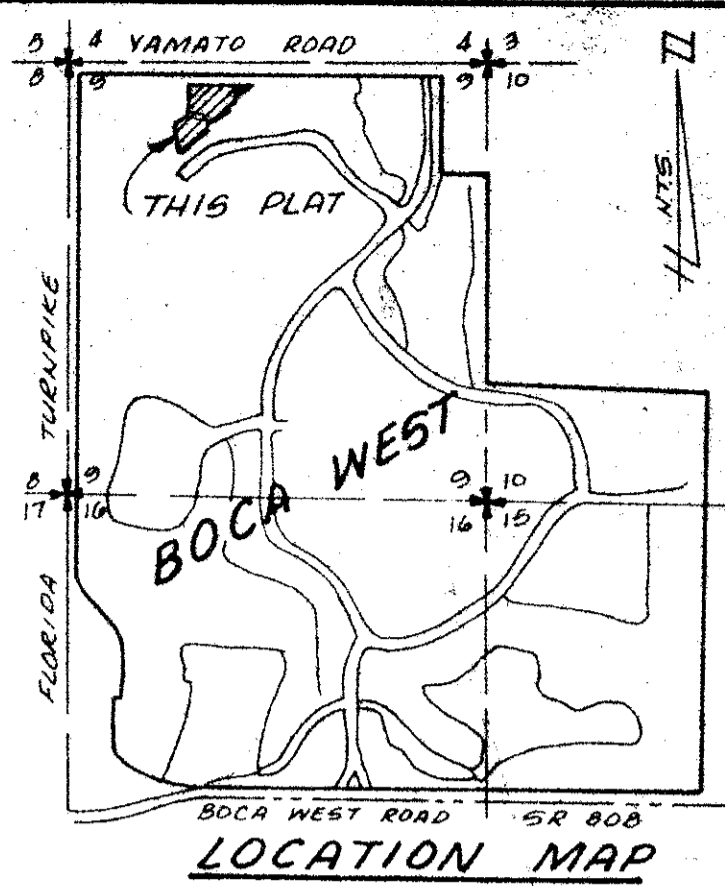 5 4 YAMATO ROAD 4 3
8 9 9 10
N.T.S.
THIS PLAT
FLORIDA TURNPIKE
BOCA WEST
8 9 9 10
17 16 16 15
BOCA WEST ROAD SR 808
LOCATION MAP